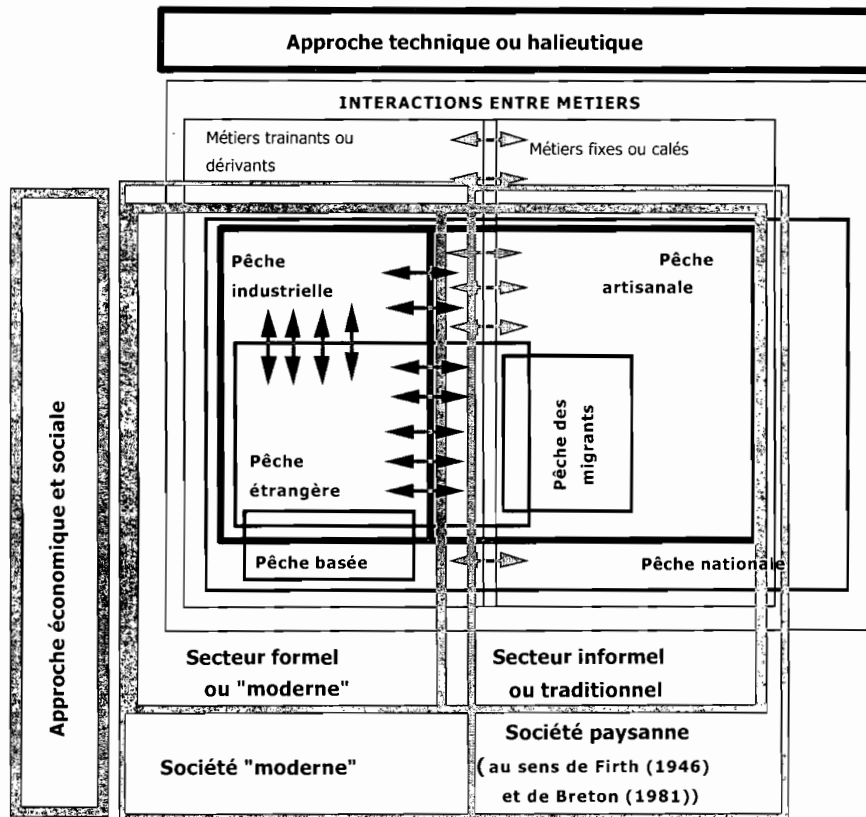 Approche technique ou halieutique
INTERACTIONS ENTRE METIERS
Métiers trainants ou
dérivants
Métiers fixes ou calés
Pêche
industrielle
Pêche
artisanale
Pêche
étrangère
Pêche des
migrants
Pêche basée
Pêche nationale
Approche économique et sociale
Secteur formel
ou "moderne"
Secteur informel
ou traditionnel
Société "moderne"
Société paysanne
(au sens de Firth (1946)
et de Breton (1981))